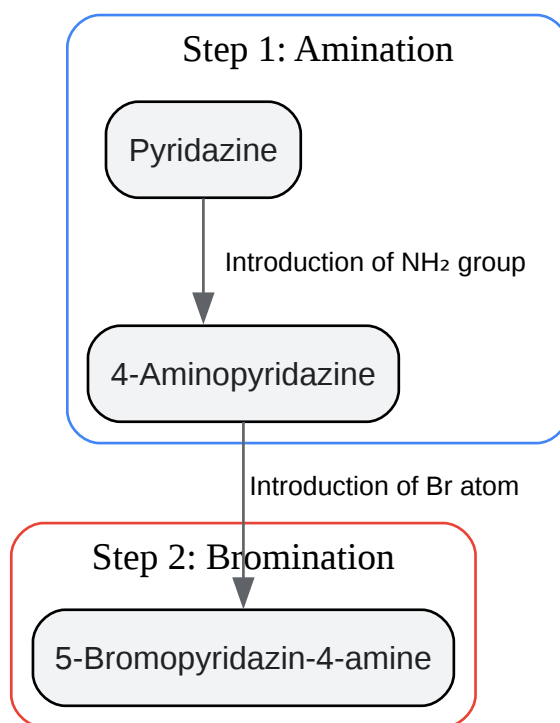 Step 1: Amination
Pyridazine
Introduction of NH₂ group
4-Aminopyridazine
Introduction of Br atom
Step 2: Bromination
5-Bromopyridazin-4-amine